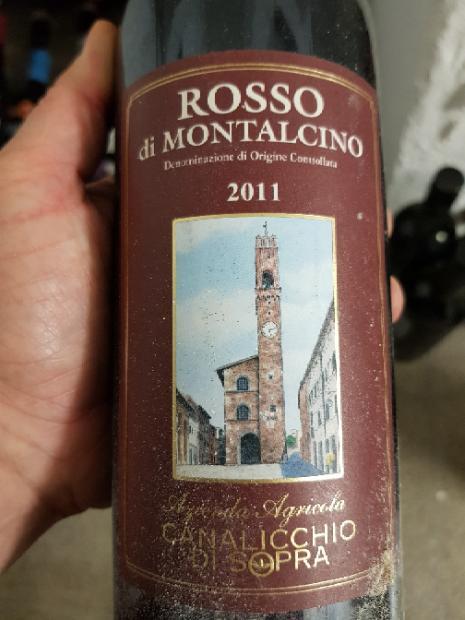 ROSSO
di MONTALCINO
Denominazione di Origine Controllata
2011
Azienda Agricola
CANALICCHIO
DI SOPRA